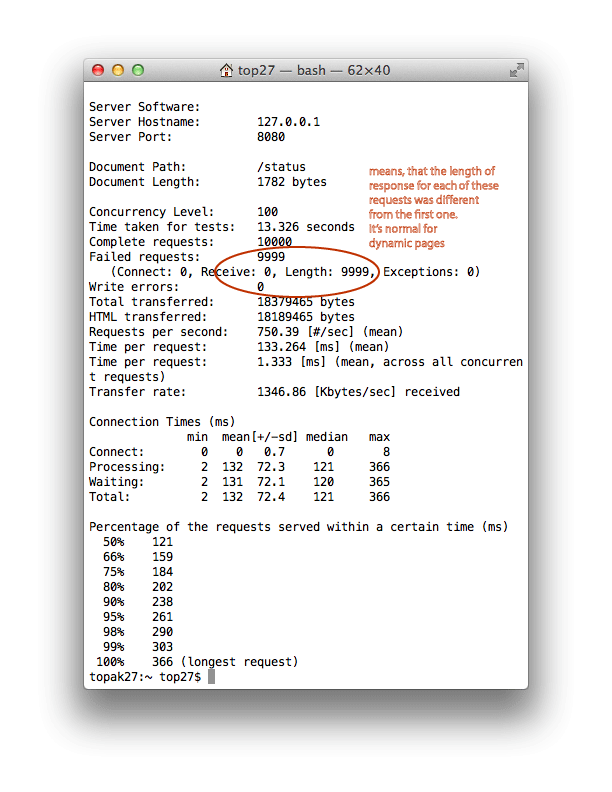 top27 — bash — 62×40
Server Software:
Server Hostname: 127.0.0.1
Server Port: 8080
Document Path: /status
Document Length: 1782 bytes
means, that the length of
response for each of these
requests was different
from the first one.
It's normal for
dynamic pages
Concurrency Level: 100
Time taken for tests: 13.326 seconds
Complete requests: 10000
Failed requests: 9999
(Connect: 0, Receive: 0, Length: 9999, Exceptions: 0)
Write errors: 0
Total transferred: 18379465 bytes
HTML transferred: 18189465 bytes
Requests per second: 750.39 [#/sec] (mean)
Time per request: 133.264 [ms] (mean)
Time per request: 1.333 [ms] (mean, across all concurren
t requests)
Transfer rate: 1346.86 [Kbytes/sec] received
Connection Times (ms)
min mean[+/-sd] median max
Connect: 0 0 0.7 0 8
Processing: 2 132 72.3 121 366
Waiting: 2 131 72.1 120 365
Total: 2 132 72.4 121 366
Percentage of the requests served within a certain time (ms)
50% 121
66% 159
75% 184
80% 202
90% 238
95% 261
98% 290
99% 303
100% 366 (longest request)
topak27:~ top27$